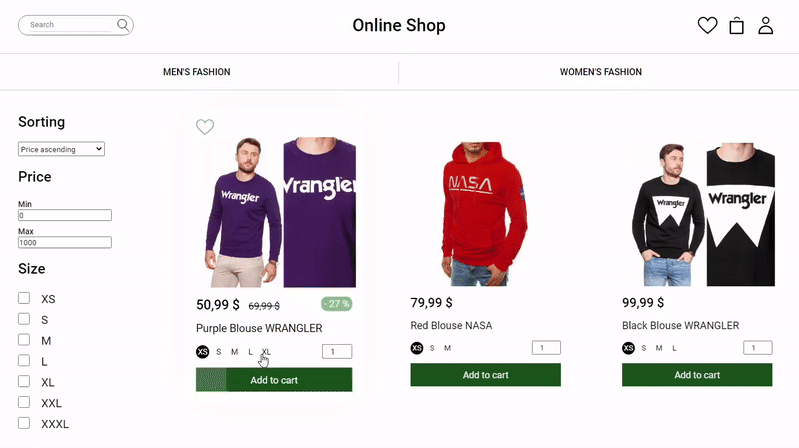 Search
Online Shop
MEN'S FASHION
WOMEN'S FASHION
Sorting
Price ascending
Price
Min
0
Max
1000
Size
XS
S
M
L
XL
XXL
XXXL
Wrangler
Wrangler
50,99 $ 69,99 $ - 27 %
Purple Blouse WRANGLER
XS S M L XL 1
Add to cart
NASA
79,99 $
Red Blouse NASA
XS S M 1
Add to cart
Wrangler
Wrangler
99,99 $
Black Blouse WRANGLER
XS S M L 1
Add to cart